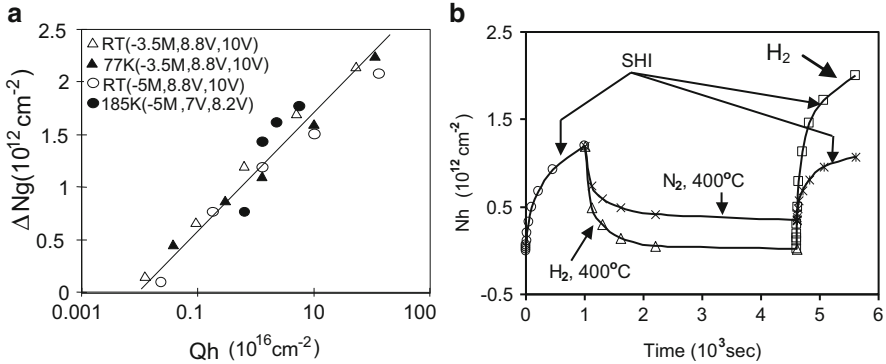 a
ΔNg(10¹²cm⁻²)
2.5
2
1.5
1
0.5
0
△RT(-3.5M,8.8V,10V)
▲77K(-3.5M,8.8V,10V)
○RT(-5M,8.8V,10V)
●185K(-5M,7V,8.2V)
0.001
0.1
10
100
Qh (10¹⁶cm⁻²)
b
Nh (10¹² cm⁻²)
2.5
1.5
0.5
-0.5
SHI
H₂
N₂, 400°C
H₂, 400°C
0 1 2 3 4 5 6
Time (10³sec)